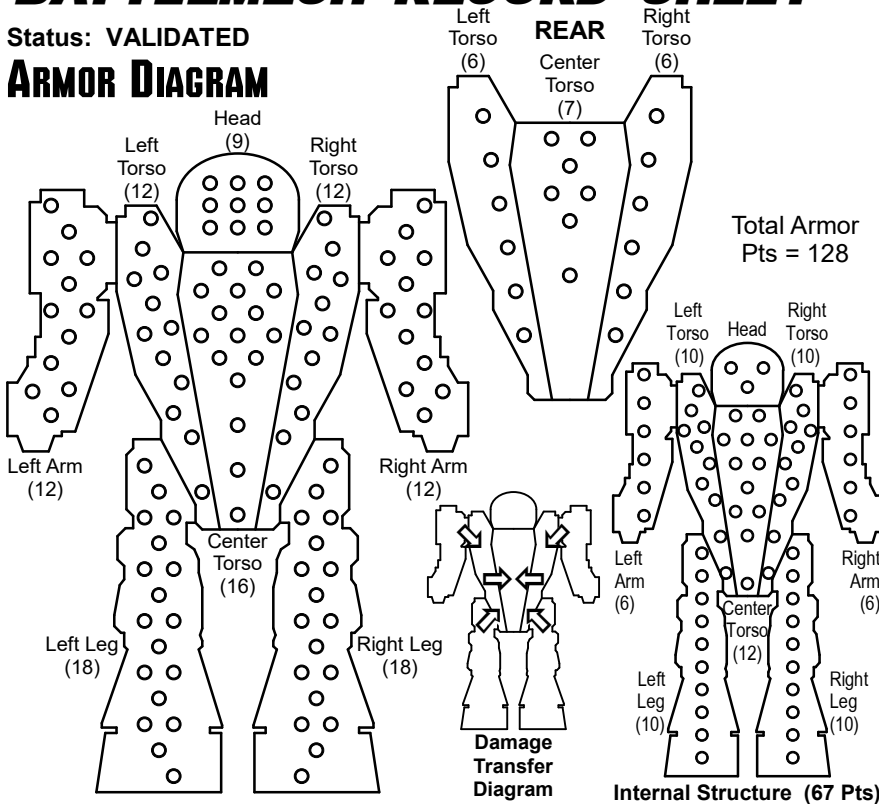 BATTLEMECH RECORD SHEET
Status: VALIDATED
ARMOR DIAGRAM
Left
Torso
(12)
Head
(9)
Right
Torso
(12)
Left Arm
(12)
Right Arm
(12)
Center
Torso
(16)
Left Leg
(18)
Right Leg
(18)
Left
Torso
(6)
REAR
Center
Torso
(7)
Right
Torso
(6)
Total Armor
Pts = 128
Left
Torso
(10)
Head
Right
Torso
(10)
Left
Arm
(6)
Right
Arm
(6)
Center
Torso
(12)
Left
Leg
(10)
Right
Leg
(10)
Damage
Transfer
Diagram
Internal Structure (67 Pts)